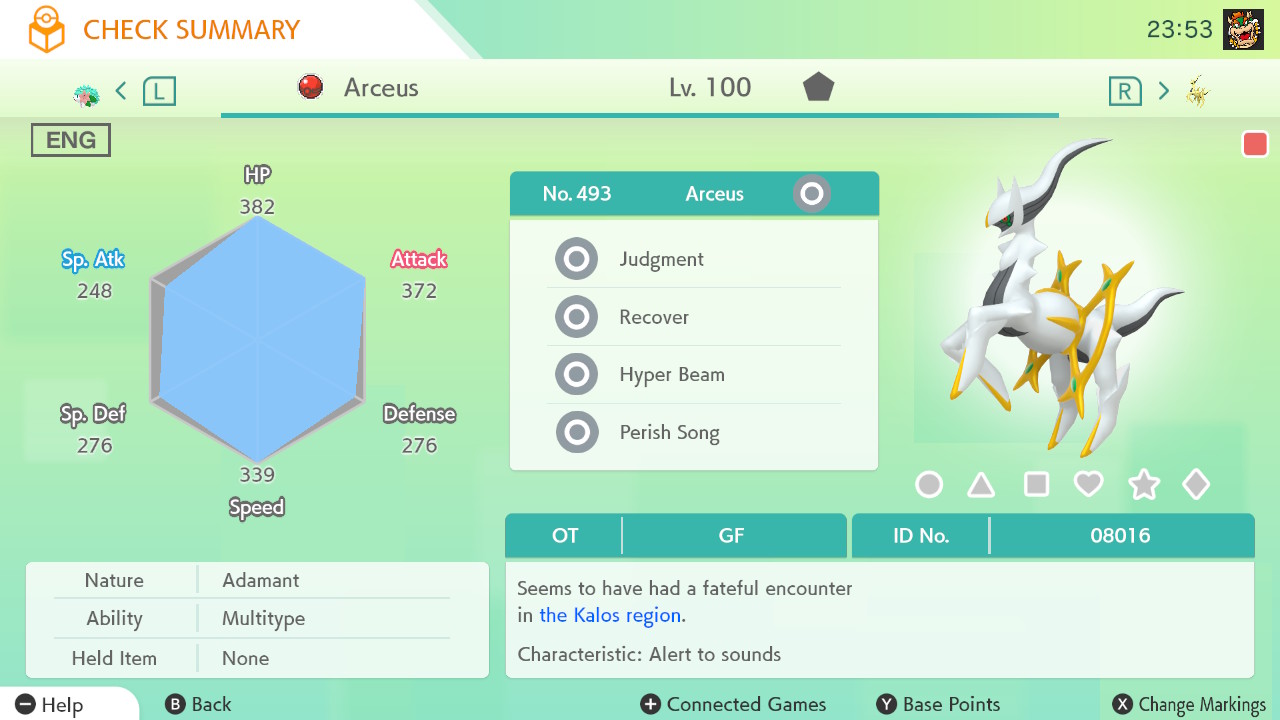 CHECK SUMMARY
23:53
L
Arceus
Lv. 100
R
ENG
HP
382
Sp. Atk
248
Attack
372
Sp. Def
276
Defense
276
339
Speed
No. 493 Arceus
Judgment
Recover
Hyper Beam
Perish Song
OT GF
ID No. 08016
Nature Adamant
Ability Multitype
Held Item None
Seems to have had a fateful encounter
in the Kalos region.
Characteristic: Alert to sounds
Help
B Back
Connected Games
Y Base Points
X Change Markings